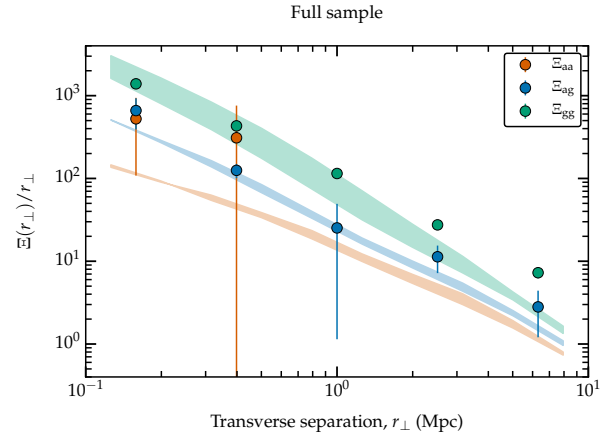 Full sample
Ξ(r⊥)/r⊥
10³
10²
10¹
10⁰
Ξaa
Ξag
Ξgg
10⁻¹
10⁰
10¹
Transverse separation, r⊥ (Mpc)